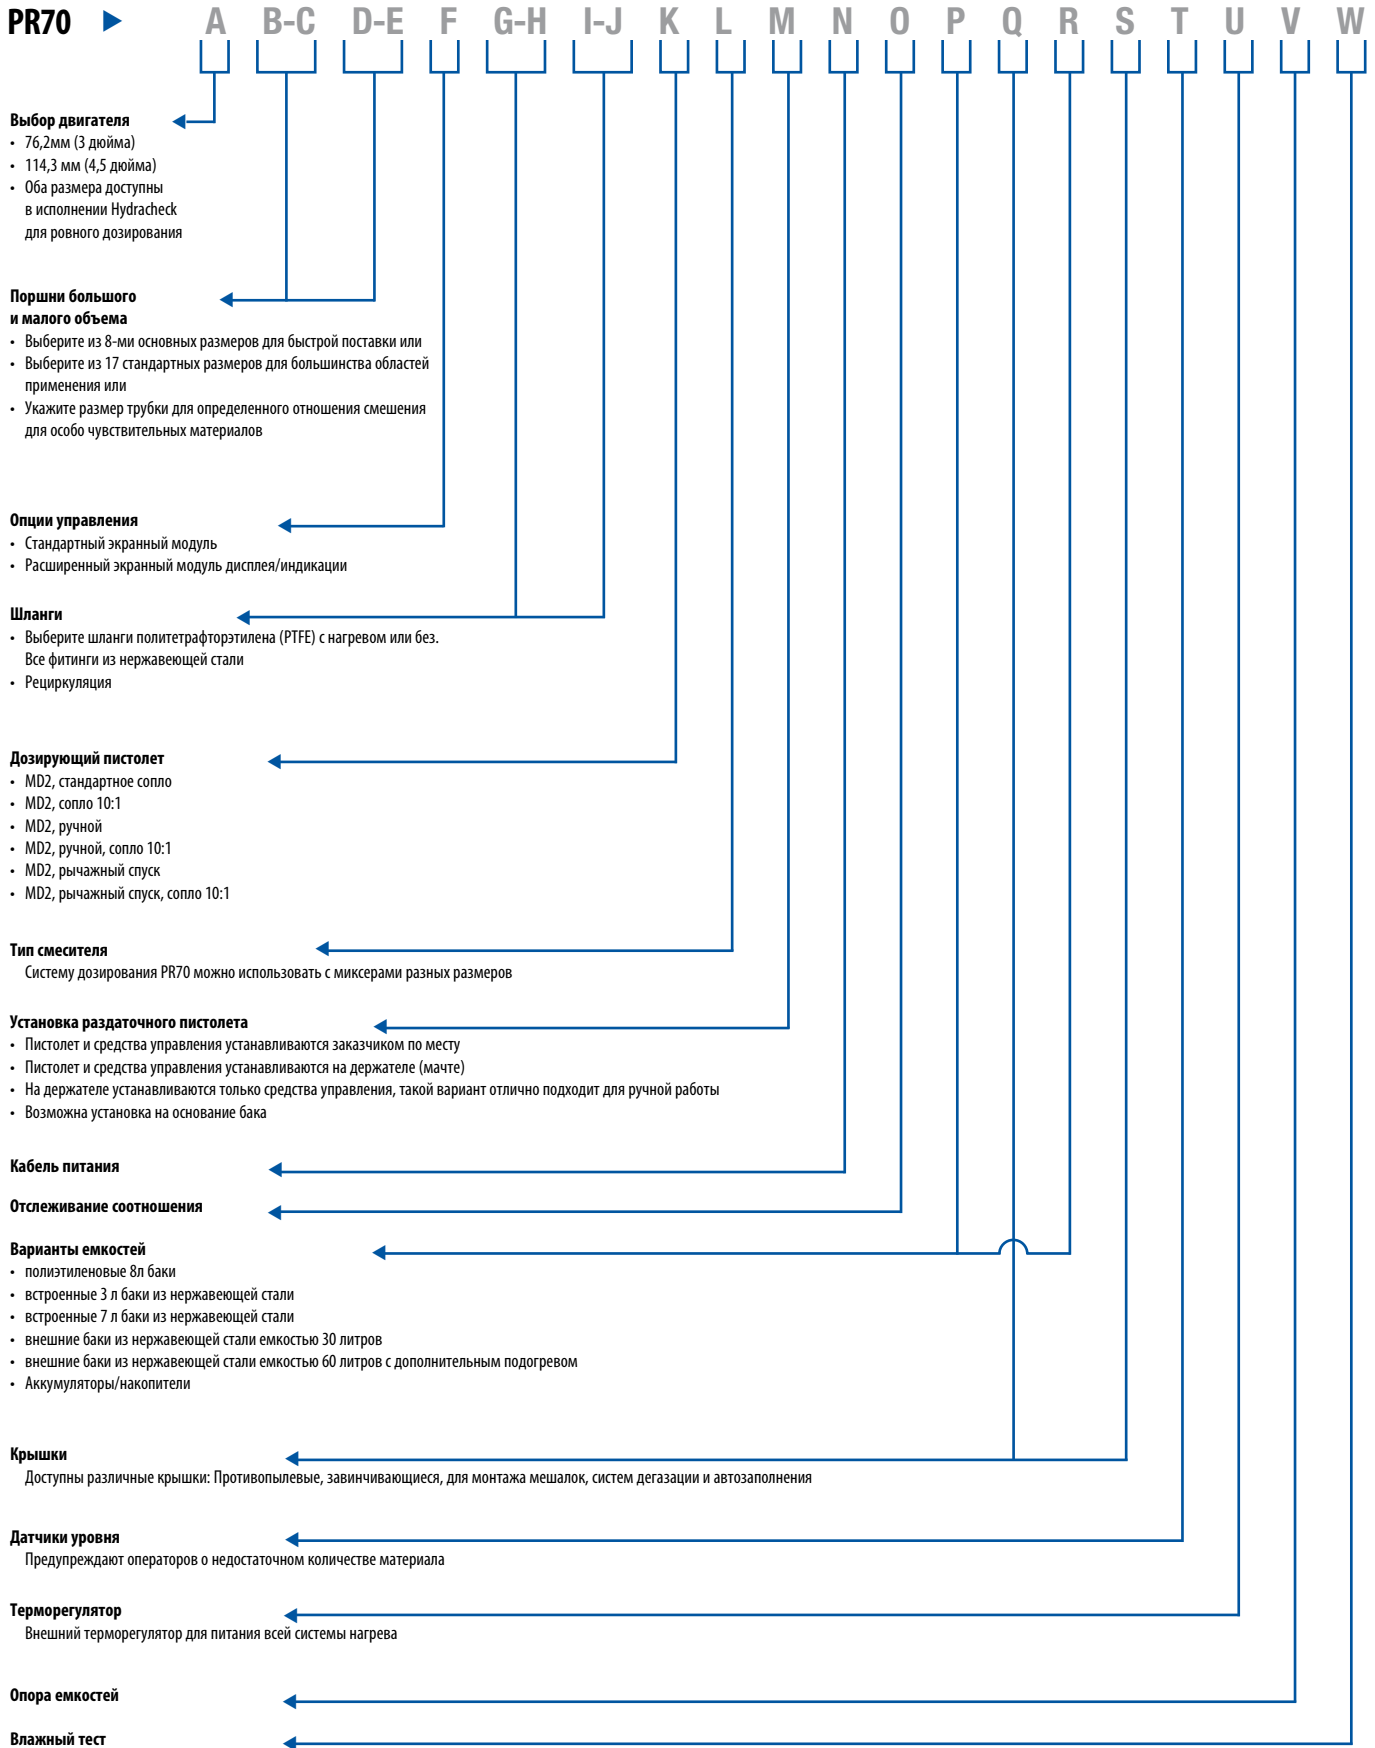 PR70 A B-C D-E F G-H I-J K L M N O P Q R S T U V W
Выбор двигателя
• 76,2мм (3 дюйма)
• 114,3 мм (4,5 дюйма)
• Оба размера доступны
в исполнении Hydracheck
для ровного дозирования
Поршни большого
и малого объема
• Выберите из 8-ми основных размеров для быстрой поставки или
• Выберите из 17 стандартных размеров для большинства областей
применения или
• Укажите размер трубки для определенного отношения смешения
для особо чувствительных материалов
Опции управления
• Стандартный экранный модуль
• Расширенный экранный модуль дисплея/индикации
Шланги
• Выберите шланги политетрафторэтилена (PTFE) с нагревом или без.
Все фитинги из нержавеющей стали
• Рециркуляция
Дозирующий пистолет
• MD2, стандартное сопло
• MD2, сопло 10:1
• MD2, ручной
• MD2, ручной, сопло 10:1
• MD2, рычажный спуск
• MD2, рычажный спуск, сопло 10:1
Тип смесителя
Систему дозирования PR70 можно использовать с миксерами разных размеров
Установка раздаточного пистолета
• Пистолет и средства управления устанавливаются заказчиком по месту
• Пистолет и средства управления устанавливаются на держателе (мачте)
• На держателе устанавливаются только средства управления, такой вариант отлично подходит для ручной работы
• Возможна установка на основание бака
Кабель питания
Отслеживание соотношения
Варианты емкостей
• полиэтиленовые 8л баки
• встроенные 3 л баки из нержавеющей стали
• встроенные 7 л баки из нержавеющей стали
• внешние баки из нержавеющей стали емкостью 30 литров
• внешние баки из нержавеющей стали емкостью 60 литров с дополнительным подогревом
• Аккумуляторы/накопители
Крышки
Доступны различные крышки: Противопылевые, завинчивающиеся, для монтажа мешалок, систем дегазации и автозаполнения
Датчики уровня
Предупреждают операторов о недостаточном количестве материала
Терморегулятор
Внешний терморегулятор для питания всей системы нагрева
Опора емкостей
Влажный тест